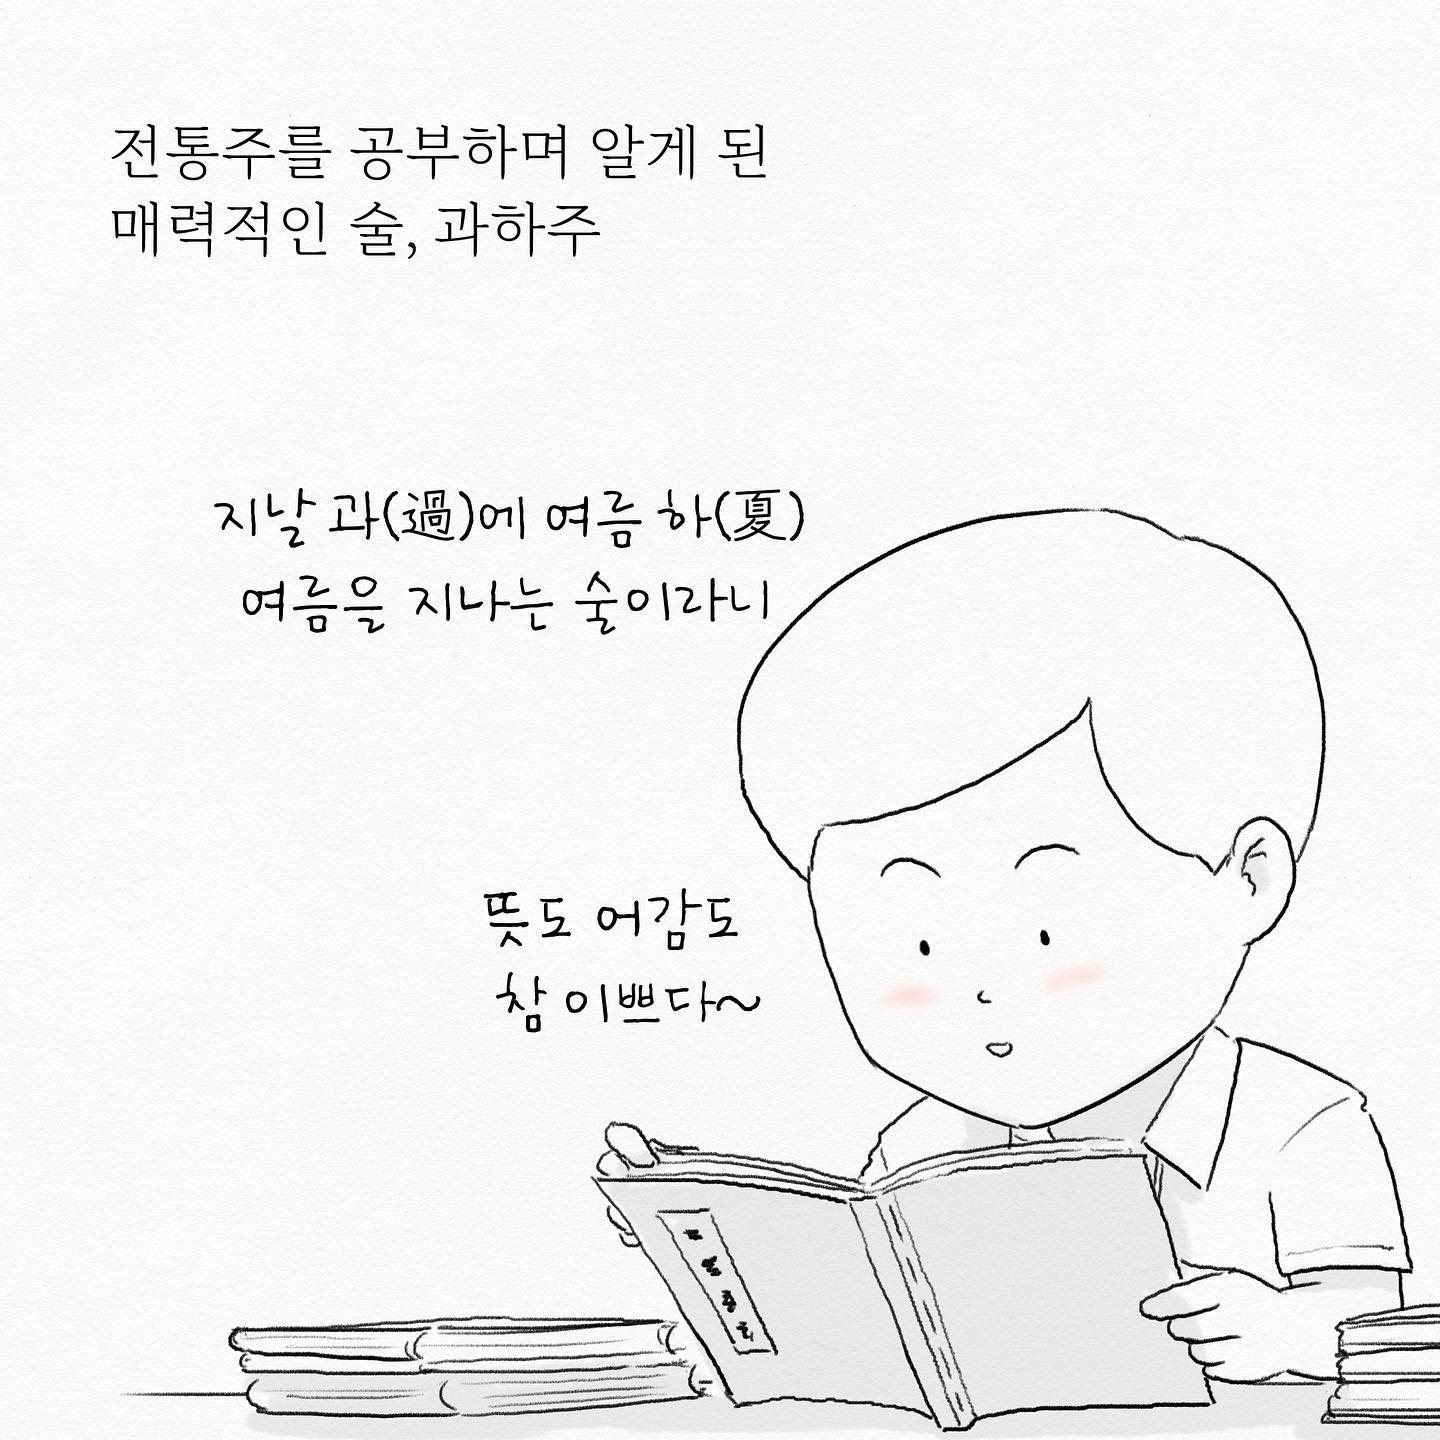 전통주를 공부하며 알게 된
매력적인 술, 과하주
지날 과(過)에 여름 하(夏)
여름을 지나는 술이라니
뜻도 어감도
참 이쁘다~